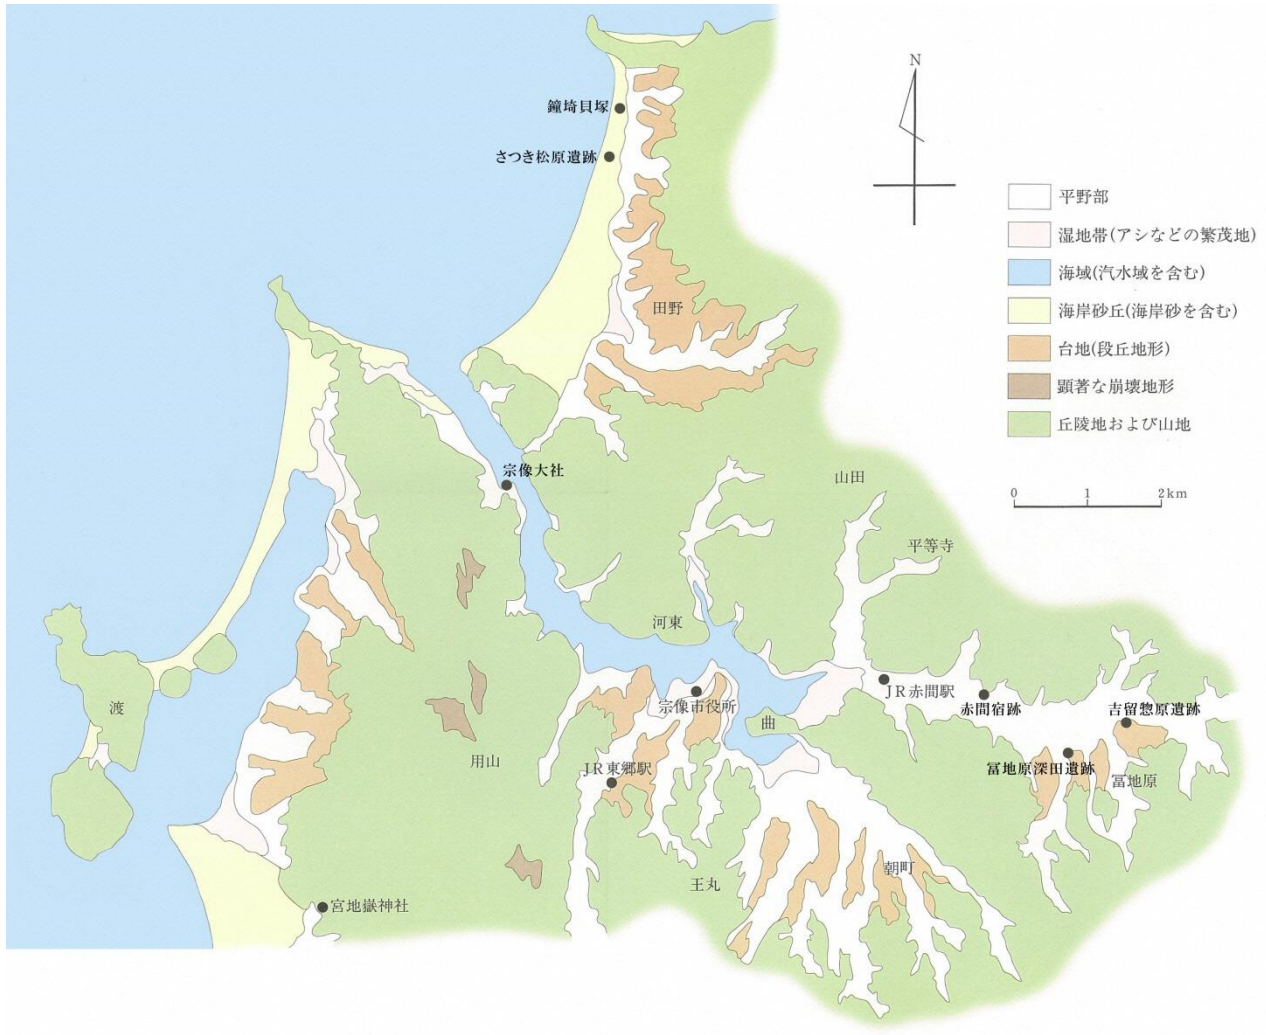 N
鐘埼貝塚
さつき松原遺跡
平野部
湿地帯(アシなどの繁茂地)
海域(汽水域を含む)
海岸砂丘(海岸砂を含む)
台地(段丘地形)
顕著な崩壊地形
丘陵地および山地
田野
0 1 2km
宗像大社
山田
平等寺
河東
JR赤間駅
赤間宿跡
宗像市役所
吉留惣原遺跡
渡
曲
用山
JR東郷駅
冨地原深田遺跡
冨地原
朝町
王丸
宮地嶽神社